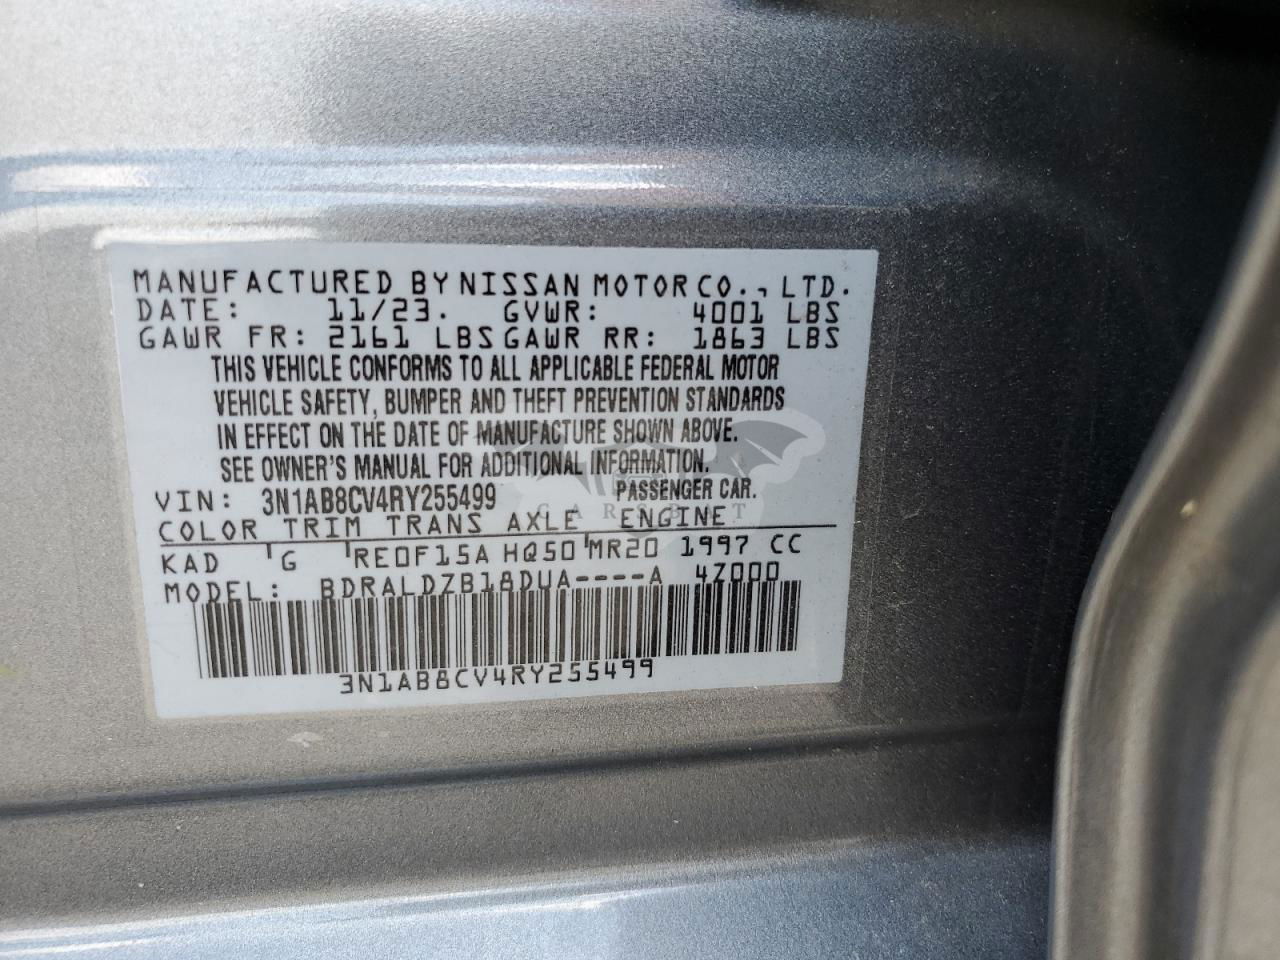 MANUFACTURED BY NISSAN MOTOR CO., LTD.
DATE: 11/23. GVWR: 4001 LBS
GAWR FR: 2161 LBS GAWR RR: 1863 LBS
THIS VEHICLE CONFORMS TO ALL APPLICABLE FEDERAL MOTOR
VEHICLE SAFETY, BUMPER AND THEFT PREVENTION STANDARDS
IN EFFECT ON THE DATE OF MANUFACTURE SHOWN ABOVE.
SEE OWNER'S MANUAL FOR ADDITIONAL INFORMATION.
VIN: 3N1AB8CV4RY255499 PASSENGER CAR.
CARSBAT
COLOR TRIM TRANS AXLE ENGINE
KAD G RE0F15A HQ50 MR20 1997 CC
MODEL: BDRALDZB18DUA----A 4Z000
3N1AB8CV4RY255499